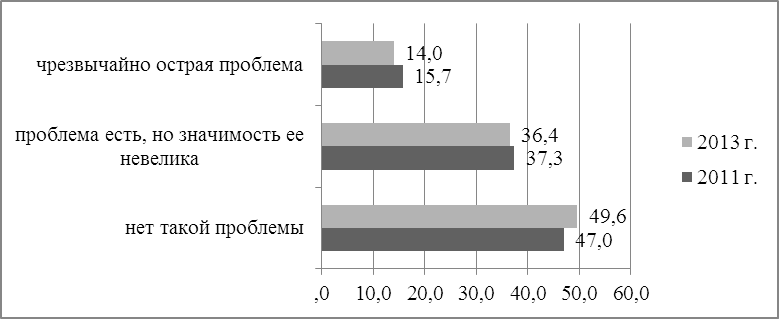 чрезвычайно острая проблема
14,0
15,7
проблема есть, но значимость ее
невелика
36,4
37,3
нет такой проблемы
49,6
47,0
2013 г.
2011 г.
,0 10,0 20,0 30,0 40,0 50,0 60,0